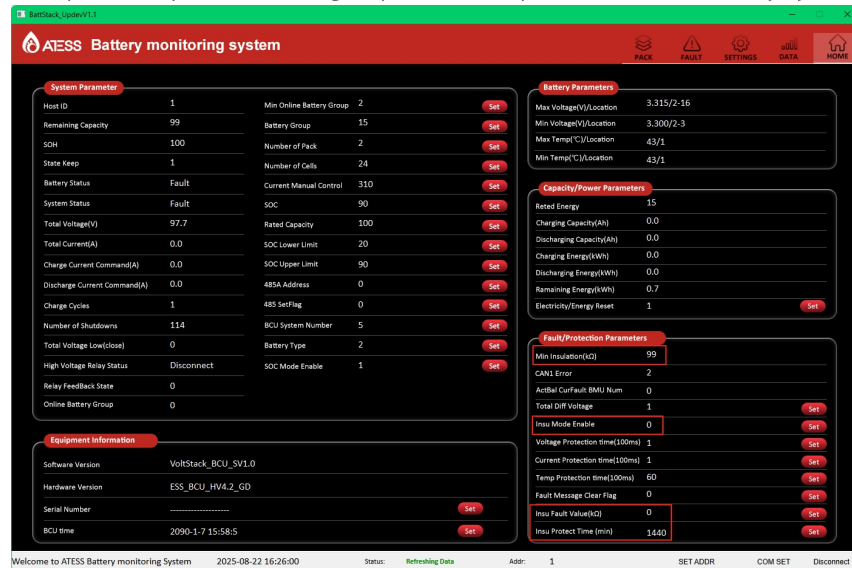 BattStack_UpdevV1.1
ATESS Battery monitoring system
PACK FAULT SETTINGS DATA HOME
System Parameter
Host ID 1 Min Online Battery Group 2 Set
Remaining Capacity 99 Battery Group 15 Set
SOH 100 Number of Pack 2 Set
State Keep 1 Number of Cells 24 Set
Battery Status Fault Current Manual Control 310 Set
System Status Fault SOC 90 Set
Total Voltage(V) 97.7 Rated Capacity 100 Set
Total Current(A) 0.0 SOC Lower Limit 20 Set
Charge Current Command(A) 0.0 SOC Upper Limit 90 Set
Discharge Current Command(A) 0.0 485A Address 0 Set
Charge Cycles 1 485 SetFlag 0 Set
Number of Shutdowns 114 BCU System Number 5 Set
Total Voltage Low(close) 0 Battery Type 2 Set
High Voltage Relay Status Disconnect SOC Mode Enable 1 Set
Relay FeedBack State 0
Online Battery Group 0
Equipment Information
Software Version VoltStack_BCU_SV1.0
Hardware Version ESS_BCU_HV4.2_GD
Serial Number -------------------- Set
BCU time 2090-1-7 15:58:5 Set
Battery Parameters
Max Voltage(V)/Location 3.315/2-16
Min Voltage(V)/Location 3.300/2-3
Max Temp(℃)/Location 43/1
Min Temp(℃)/Location 43/1
Capacity/Power Parameters
Reted Energy 15
Charging Capacity(Ah) 0.0
Discharging Capacity(Ah) 0.0
Charging Energy(kWh) 0.0
Discharging Energy(kWh) 0.0
Ramaining Energy(kWh) 0.7
Electricity/Energy Reset 1 Set
Fault/Protection Parameters
Min Insulation(kΩ) 99
CAN1 Error 2
ActBal CurFault BMU Num 0
Total Diff Voltage 1 Set
Insu Mode Enable 0 Set
Voltage Protection time(100ms) 1 Set
Current Protection time(100ms) 1 Set
Temp Protection time(100ms) 60 Set
Fault Message Clear Flag 0 Set
Insu Fault Value(kΩ) 0 Set
Insu Protect Time (min) 1440 Set
Welcome to ATESS Battery monitoring System 2025-08-22 16:26:00 Status: Refreshing Data Addr: 1 SET ADDR COM SET Disconnect